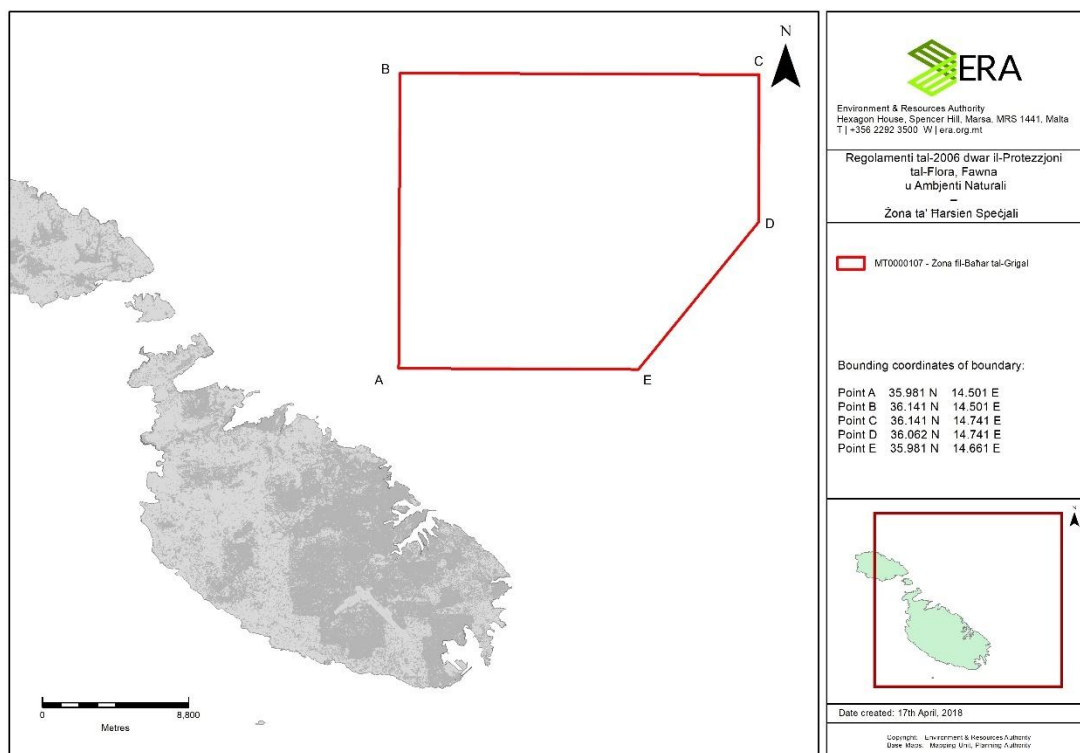 B
C
N
D
A
E
0
8,800
Metres
ERA
Environment & Resources Authority
Hexagon House, Spencer Hill, Marsa, MRS 1441, Malta
T | +356 2292 3500 W | era.org.mt
Regolamenti tal-2006 dwar il-Protezzjoni
tal-Flora, Fawna
u Ambjenti Naturali
–
Żona ta' Ħarsien Speċjali
MT0000107 - Żona fil-Baħar tal-Grigal
Bounding coordinates of boundary:
Point A 35.981 N 14.501 E
Point B 36.141 N 14.501 E
Point C 36.141 N 14.741 E
Point D 36.062 N 14.741 E
Point E 35.981 N 14.661 E
N
Date created: 17th April, 2018
Copyright: Environment & Resources Authority
Base Maps: Mapping Unit, Planning Authority